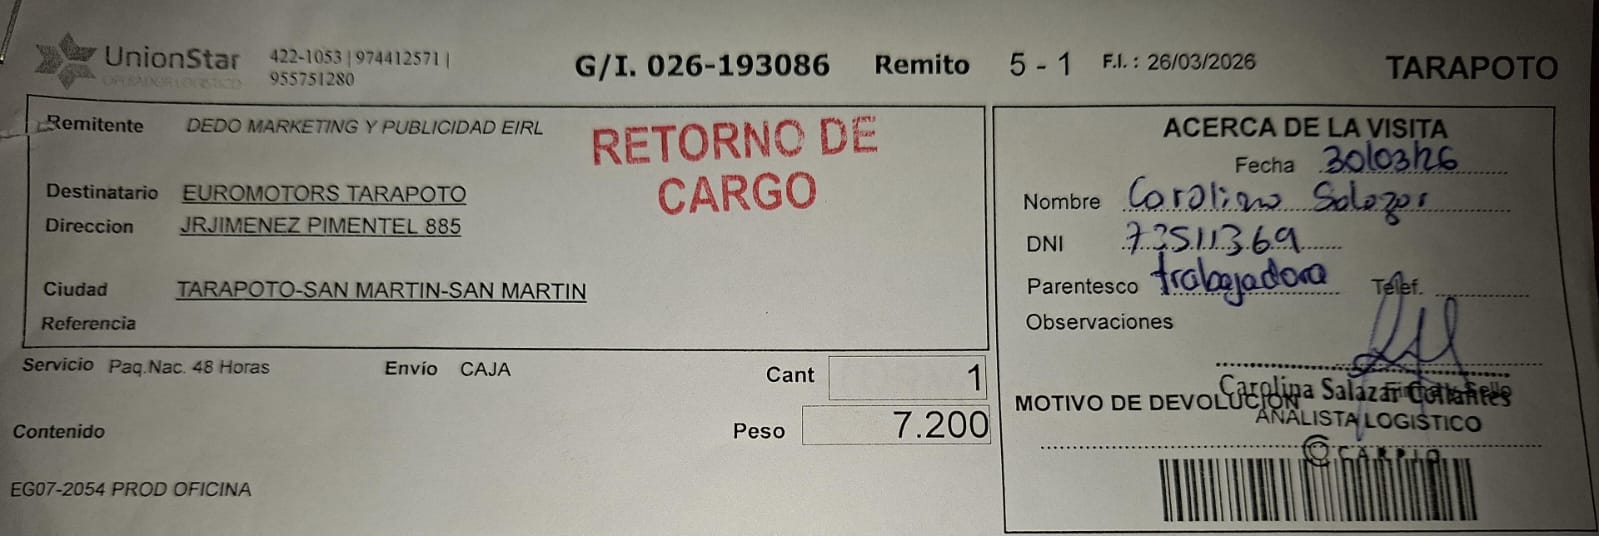 UnionStar 422-1053 | 974412571 |
OPERADOR LOGISTICO 955751280
G/I. 026-193086 Remito 5 - 1 F.I. : 26/03/2026 TARAPOTO
Remitente DEDO MARKETING Y PUBLICIDAD EIRL
RETORNO DE
CARGO
Destinatario EUROMOTORS TARAPOTO
Direccion JRJIMENEZ PIMENTEL 885
Ciudad TARAPOTO-SAN MARTIN-SAN MARTIN
Referencia
Servicio Paq.Nac. 48 Horas Envío CAJA Cant 1
Contenido Peso 7.200
EG07-2054 PROD OFICINA
ACERCA DE LA VISITA
Fecha 30/03/26
Nombre Carolina Salazar
DNI 73511369
Parentesco trabajadora Telef.
Observaciones
Carolina Salazar Collantes
MOTIVO DE DEVOLUCION
ANALISTA LOGISTICO